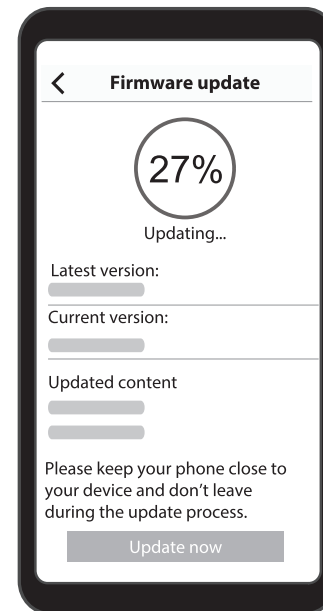 Firmware update
27%
Updating...
Latest version:
Current version:
Updated content
Please keep your phone close to
your device and don’t leave
during the update process.
Update now